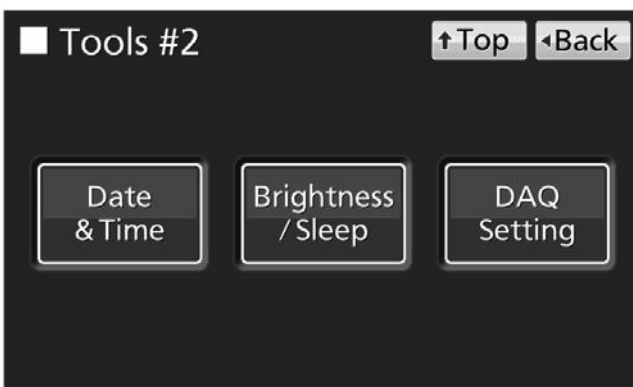 Tools #2
↑Top ◂Back
Date
& Time
Brightness
/ Sleep
DAQ
Setting